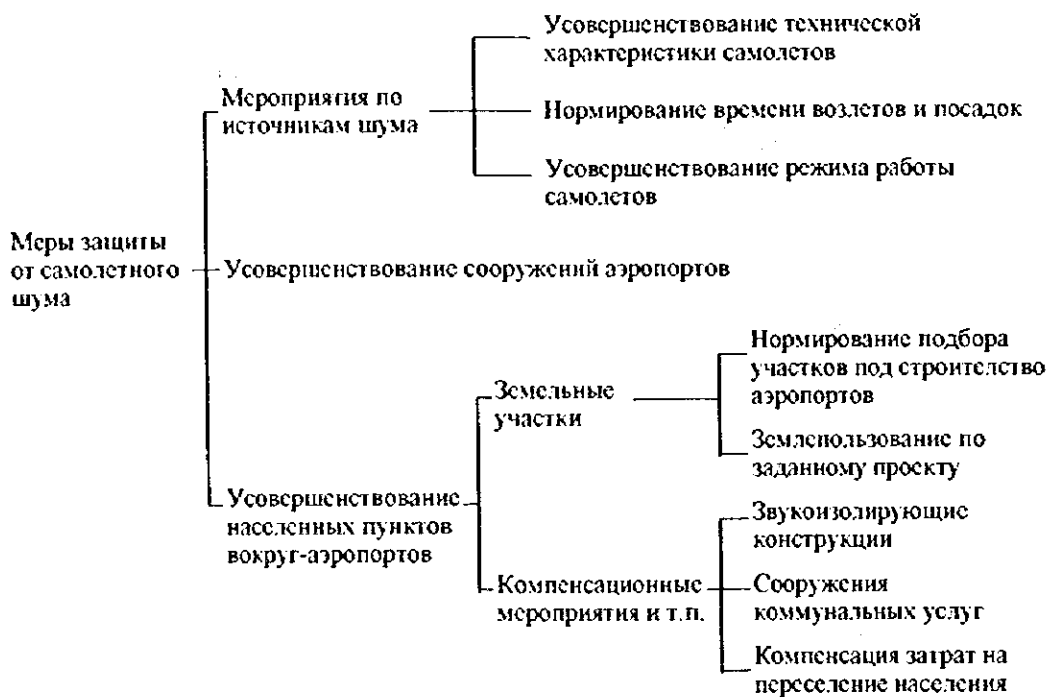 Усовершенствование технической
характеристики самолетов
Мероприятия по
источникам шума
Нормирование времени возлетов и посадок
Усовершенствование режима работы
самолетов
Меры защиты
от самолетного
шума
Усовершенствование сооружений аэропортов
Нормирование подбора
участков под строителство
аэропортов
Земельные
участки
Землепользование по
заданному проекту
Усовершенствование
населенных пунктов
вокруг-аэропортов
Звукоизолирующие
конструкции
Компенсационные
мероприятия и т.п.
Сооружения
коммунальных услуг
Компенсация затрат на
переселение населения